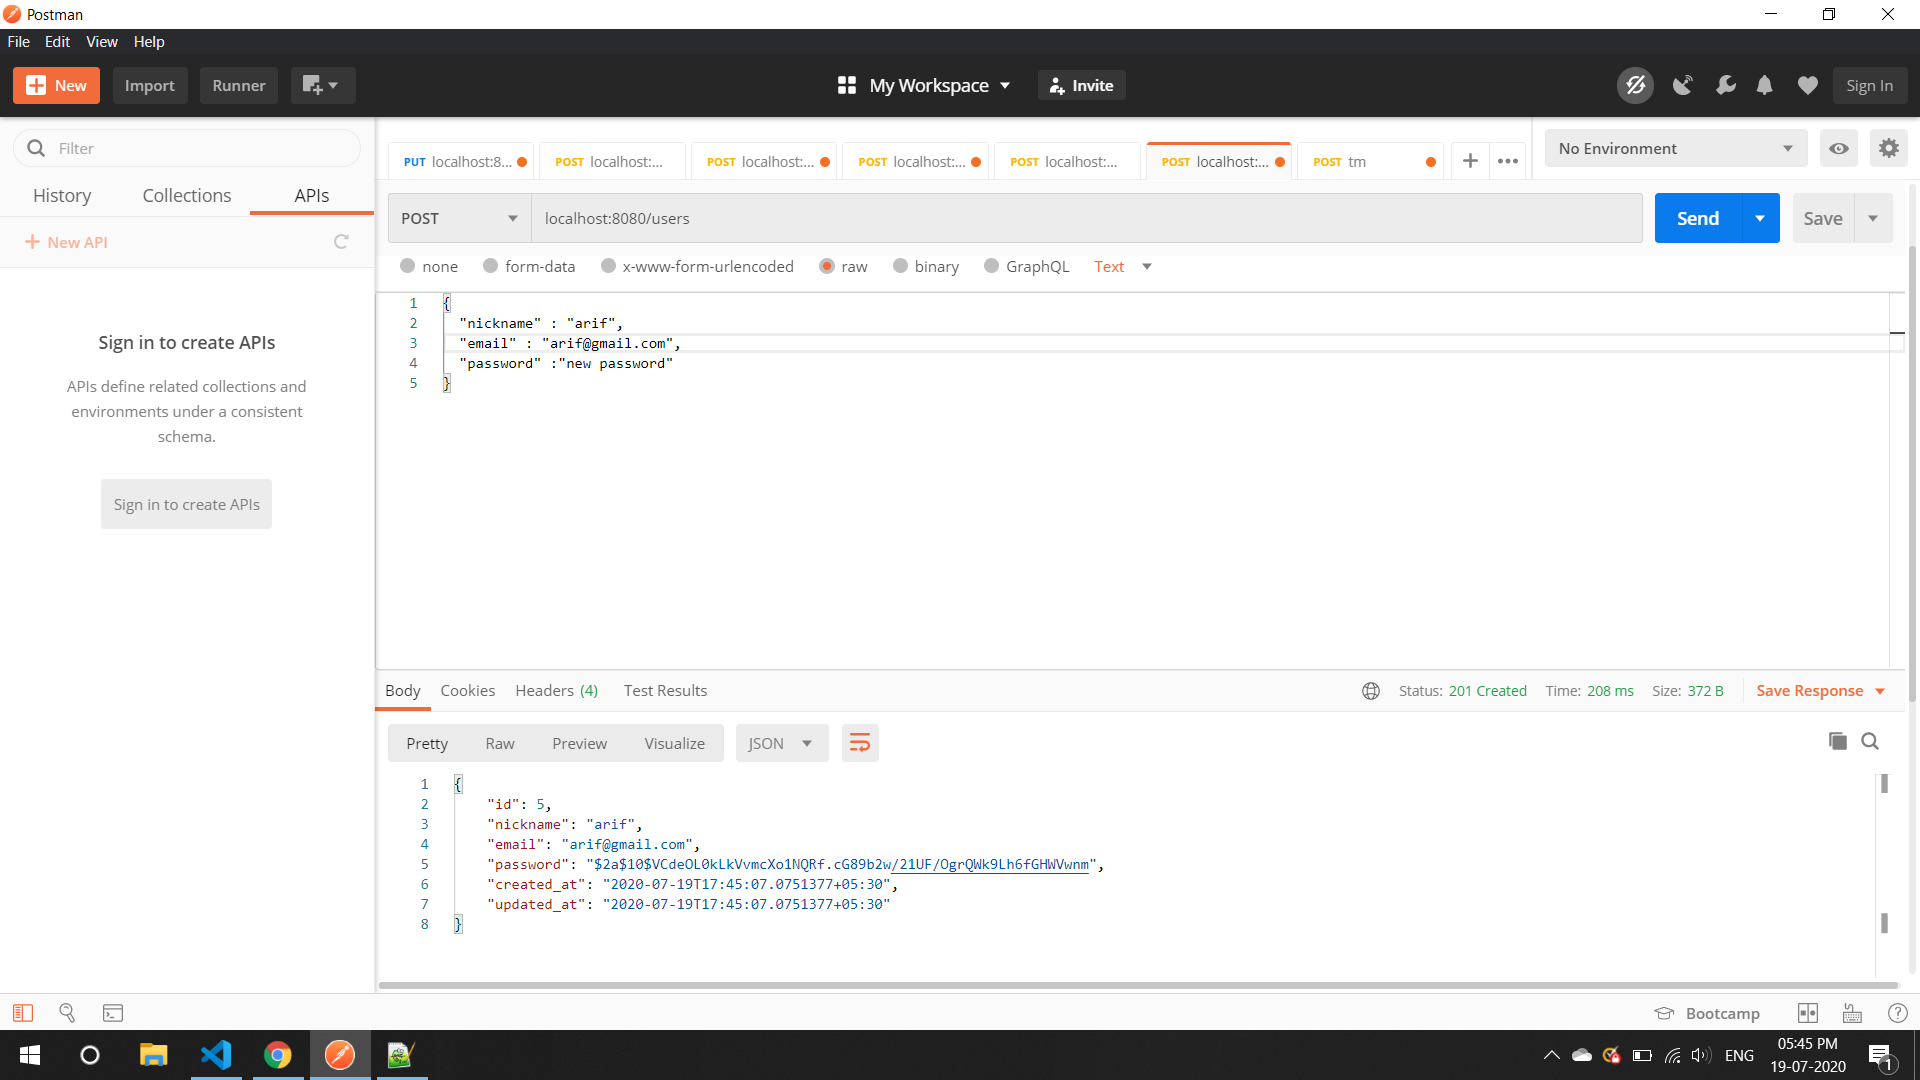 Postman
File Edit View Help
New Import Runner My Workspace Invite Sign In
Filter
History Collections APIs
New API
Sign in to create APIs
APIs define related collections and
environments under a consistent
schema.
Sign in to create APIs
PUT localhost:8... POST localhost:... POST localhost:... POST localhost:... POST localhost:... POST localhost:... POST tm
No Environment
POST localhost:8080/users Send Save
none form-data x-www-form-urlencoded raw binary GraphQL Text
1 {
2 "nickname" : "arif",
3 "email" : "arif@gmail.com",
4 "password" :"new password"
5 }
Body Cookies Headers (4) Test Results Status: 201 Created Time: 208 ms Size: 372 B Save Response
Pretty Raw Preview Visualize JSON
1 {
2 "id": 5,
3 "nickname": "arif",
4 "email": "arif@gmail.com",
5 "password": "$2a$10$VCdeOL0kLkVvmcXo1NQRf.cG89b2w/21UF/OgrQWk9Lh6fGHWVwnm",
6 "created_at": "2020-07-19T17:45:07.0751377+05:30",
7 "updated_at": "2020-07-19T17:45:07.0751377+05:30"
8 }
Bootcamp
ENG
05:45 PM
19-07-2020
1